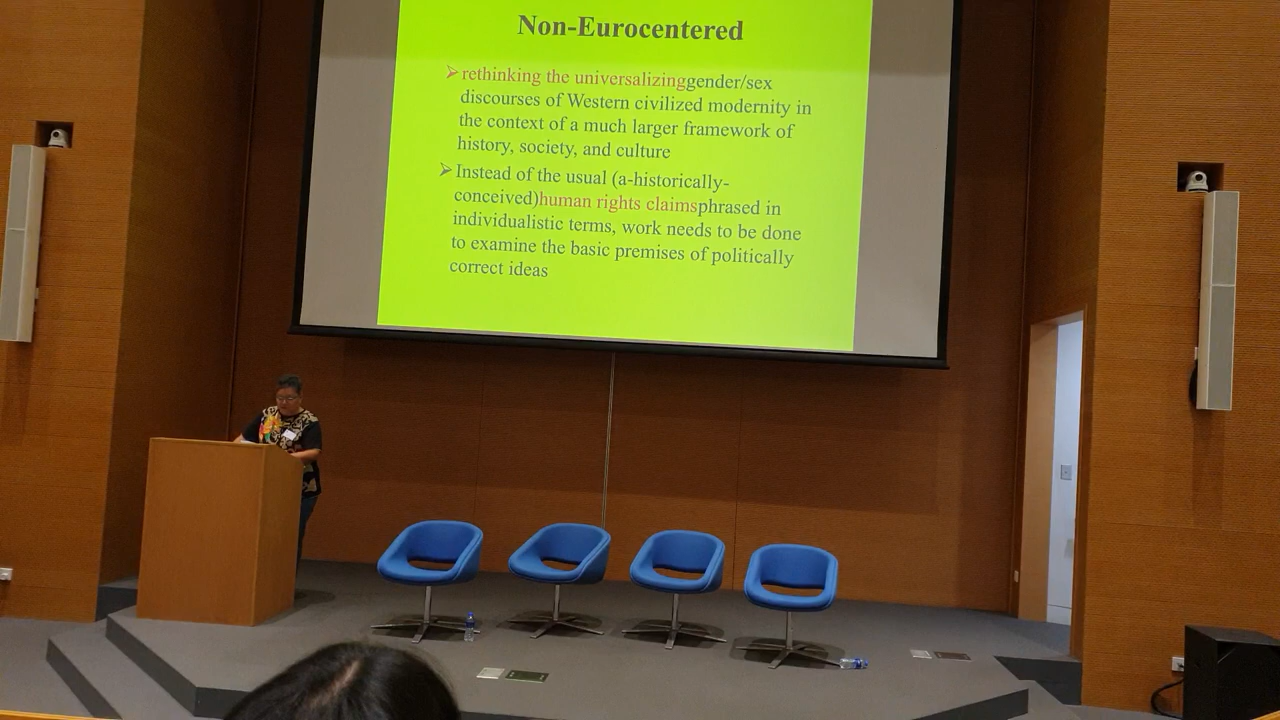 Non-Eurocentered
➢rethinking the universalizinggender/sex
discourses of Western civilized modernity in
the context of a much larger framework of
history, society, and culture
➢Instead of the usual (a-historically-
conceived)human rights claimsphrased in
individualistic terms, work needs to be done
to examine the basic premises of politically
correct ideas